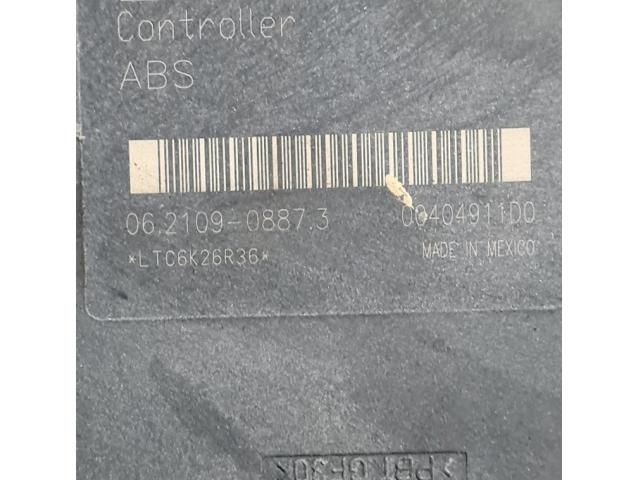 Controller
ABS
06.2109-0887.3 00404911D0
*LTC6K26R36*
MADE IN MEXICO
>PBT GF30<